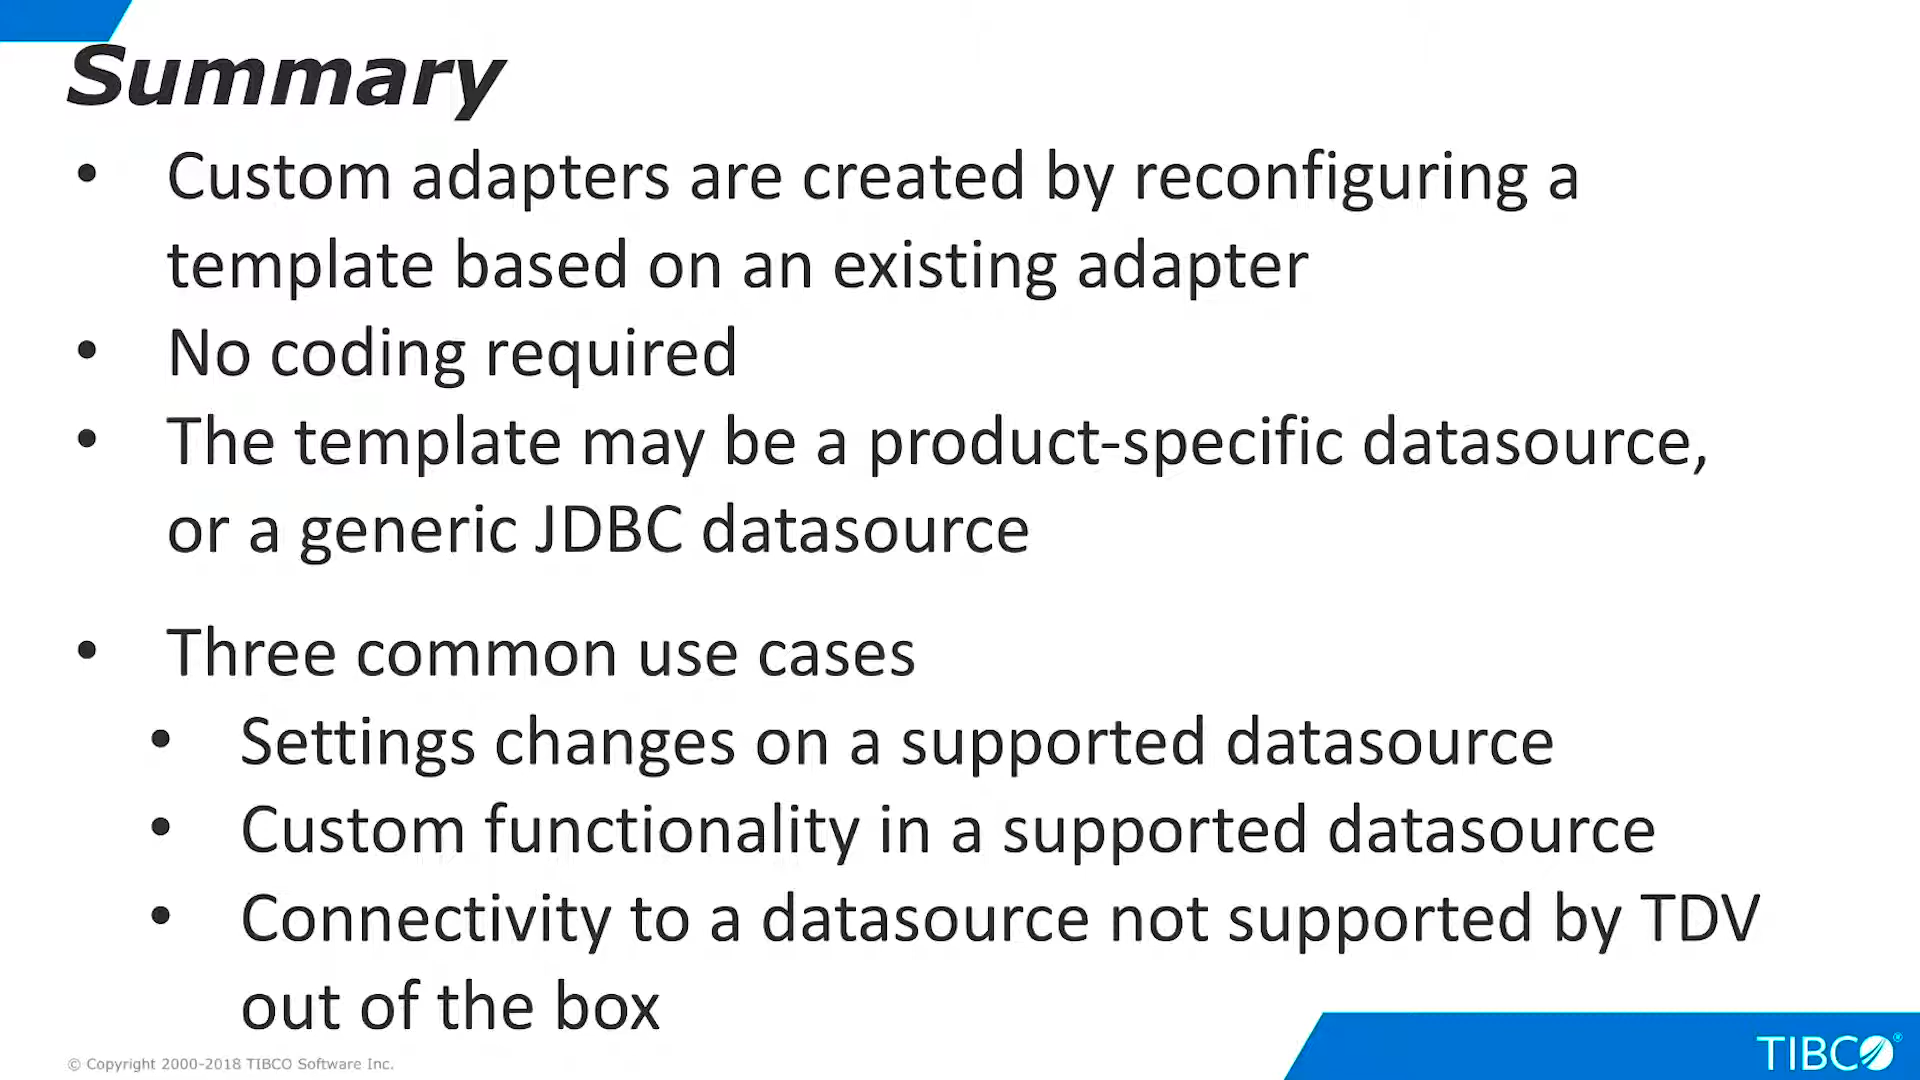 Summary
• Custom adapters are created by reconfiguring a
template based on an existing adapter
• No coding required
• The template may be a product-specific datasource,
or a generic JDBC datasource
• Three common use cases
• Settings changes on a supported datasource
• Custom functionality in a supported datasource
• Connectivity to a datasource not supported by TDV
out of the box
© Copyright 2000-2018 TIBCO Software Inc.
TIBCO®